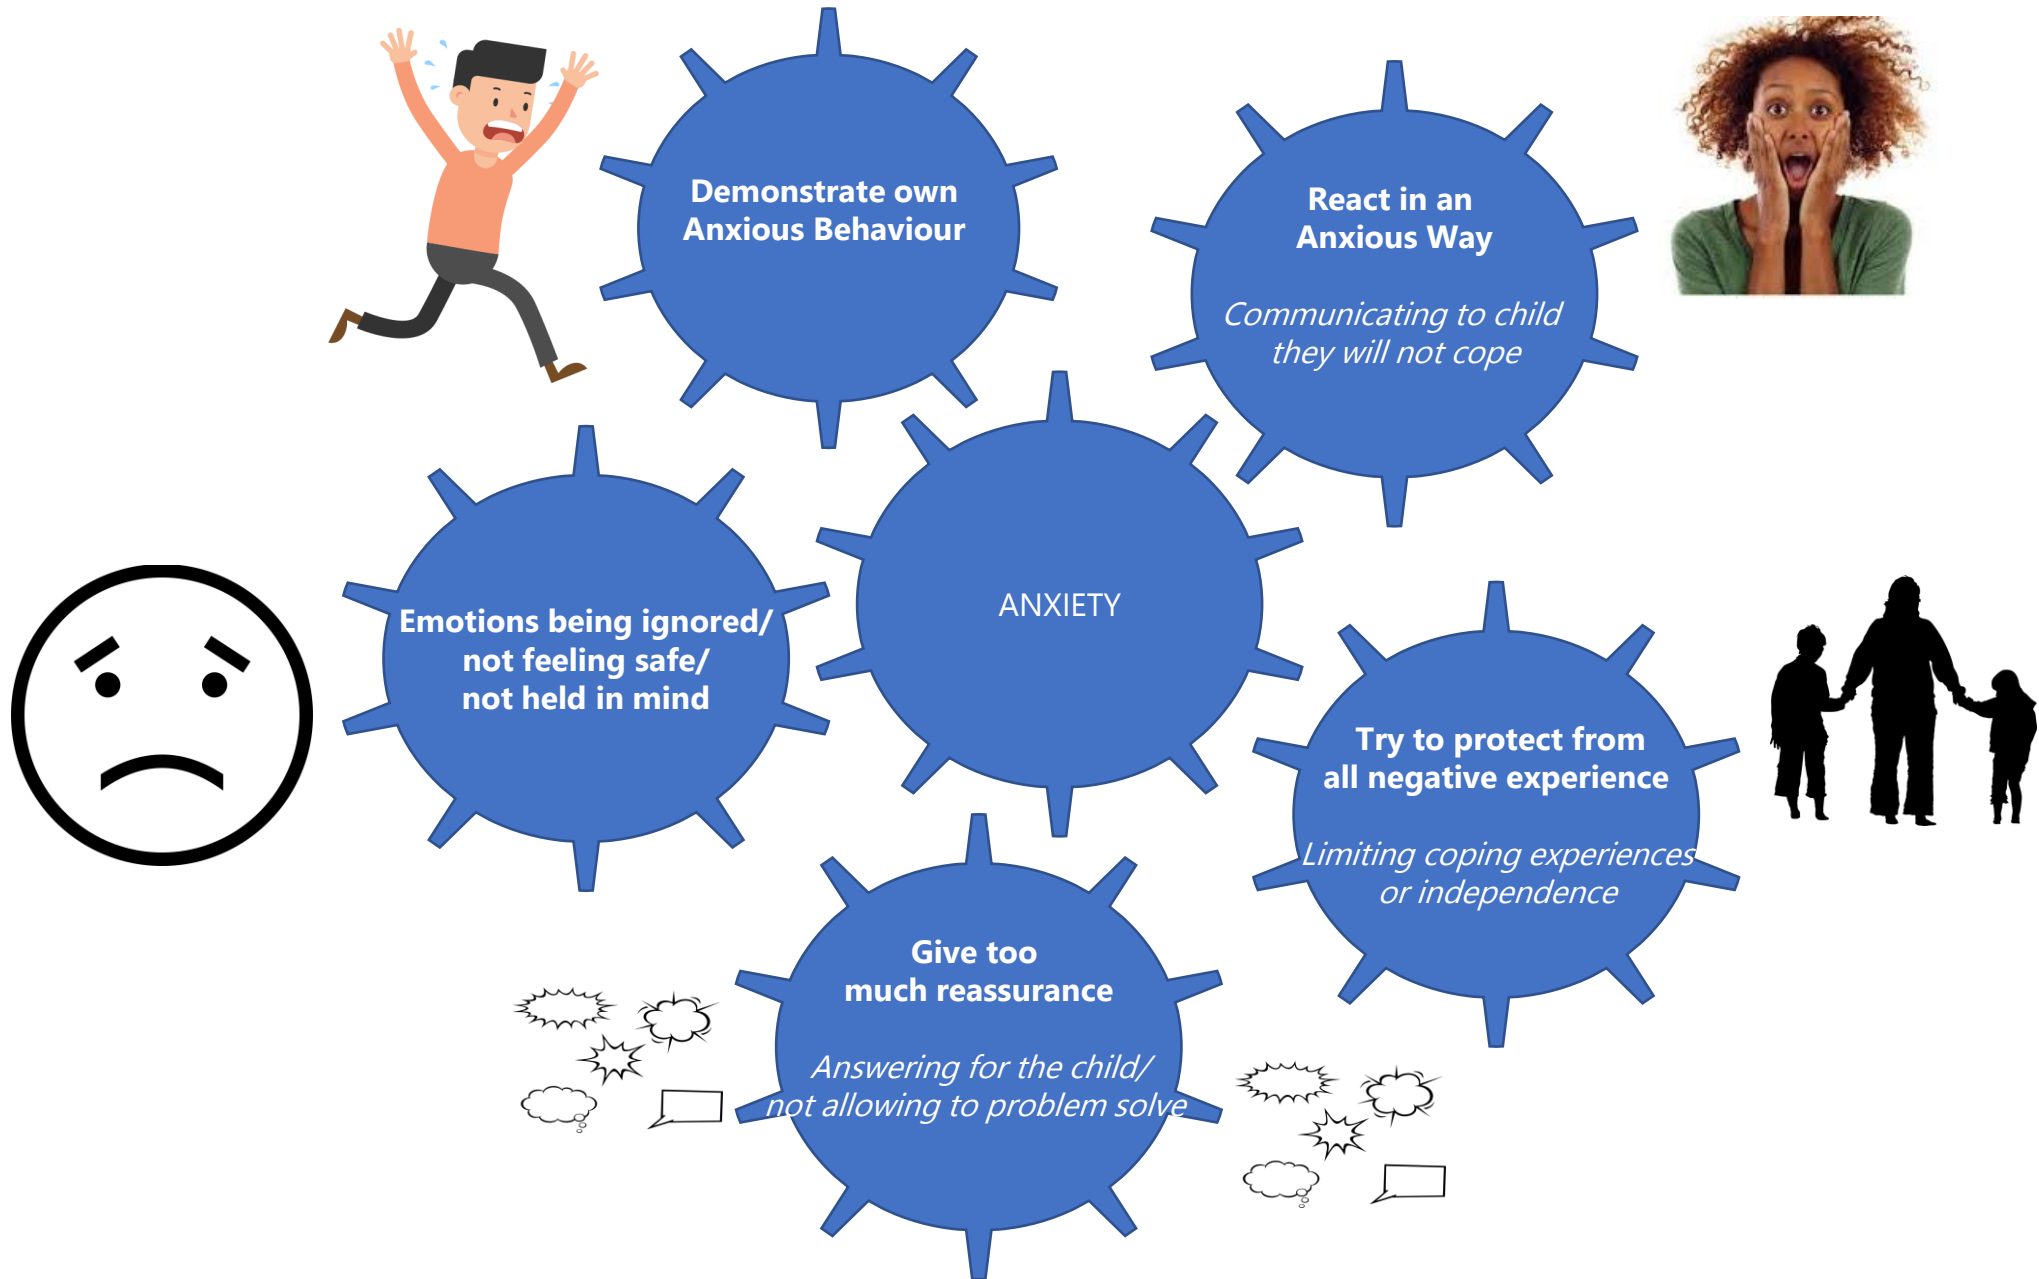 Demonstrate own
Anxious Behaviour
React in an
Anxious Way
Communicating to child
they will not cope
ANXIETY
Emotions being ignored/
not feeling safe/
not held in mind
Try to protect from
all negative experience
Limiting coping experiences
or independence
Give too
much reassurance
Answering for the child/
not allowing to problem solve